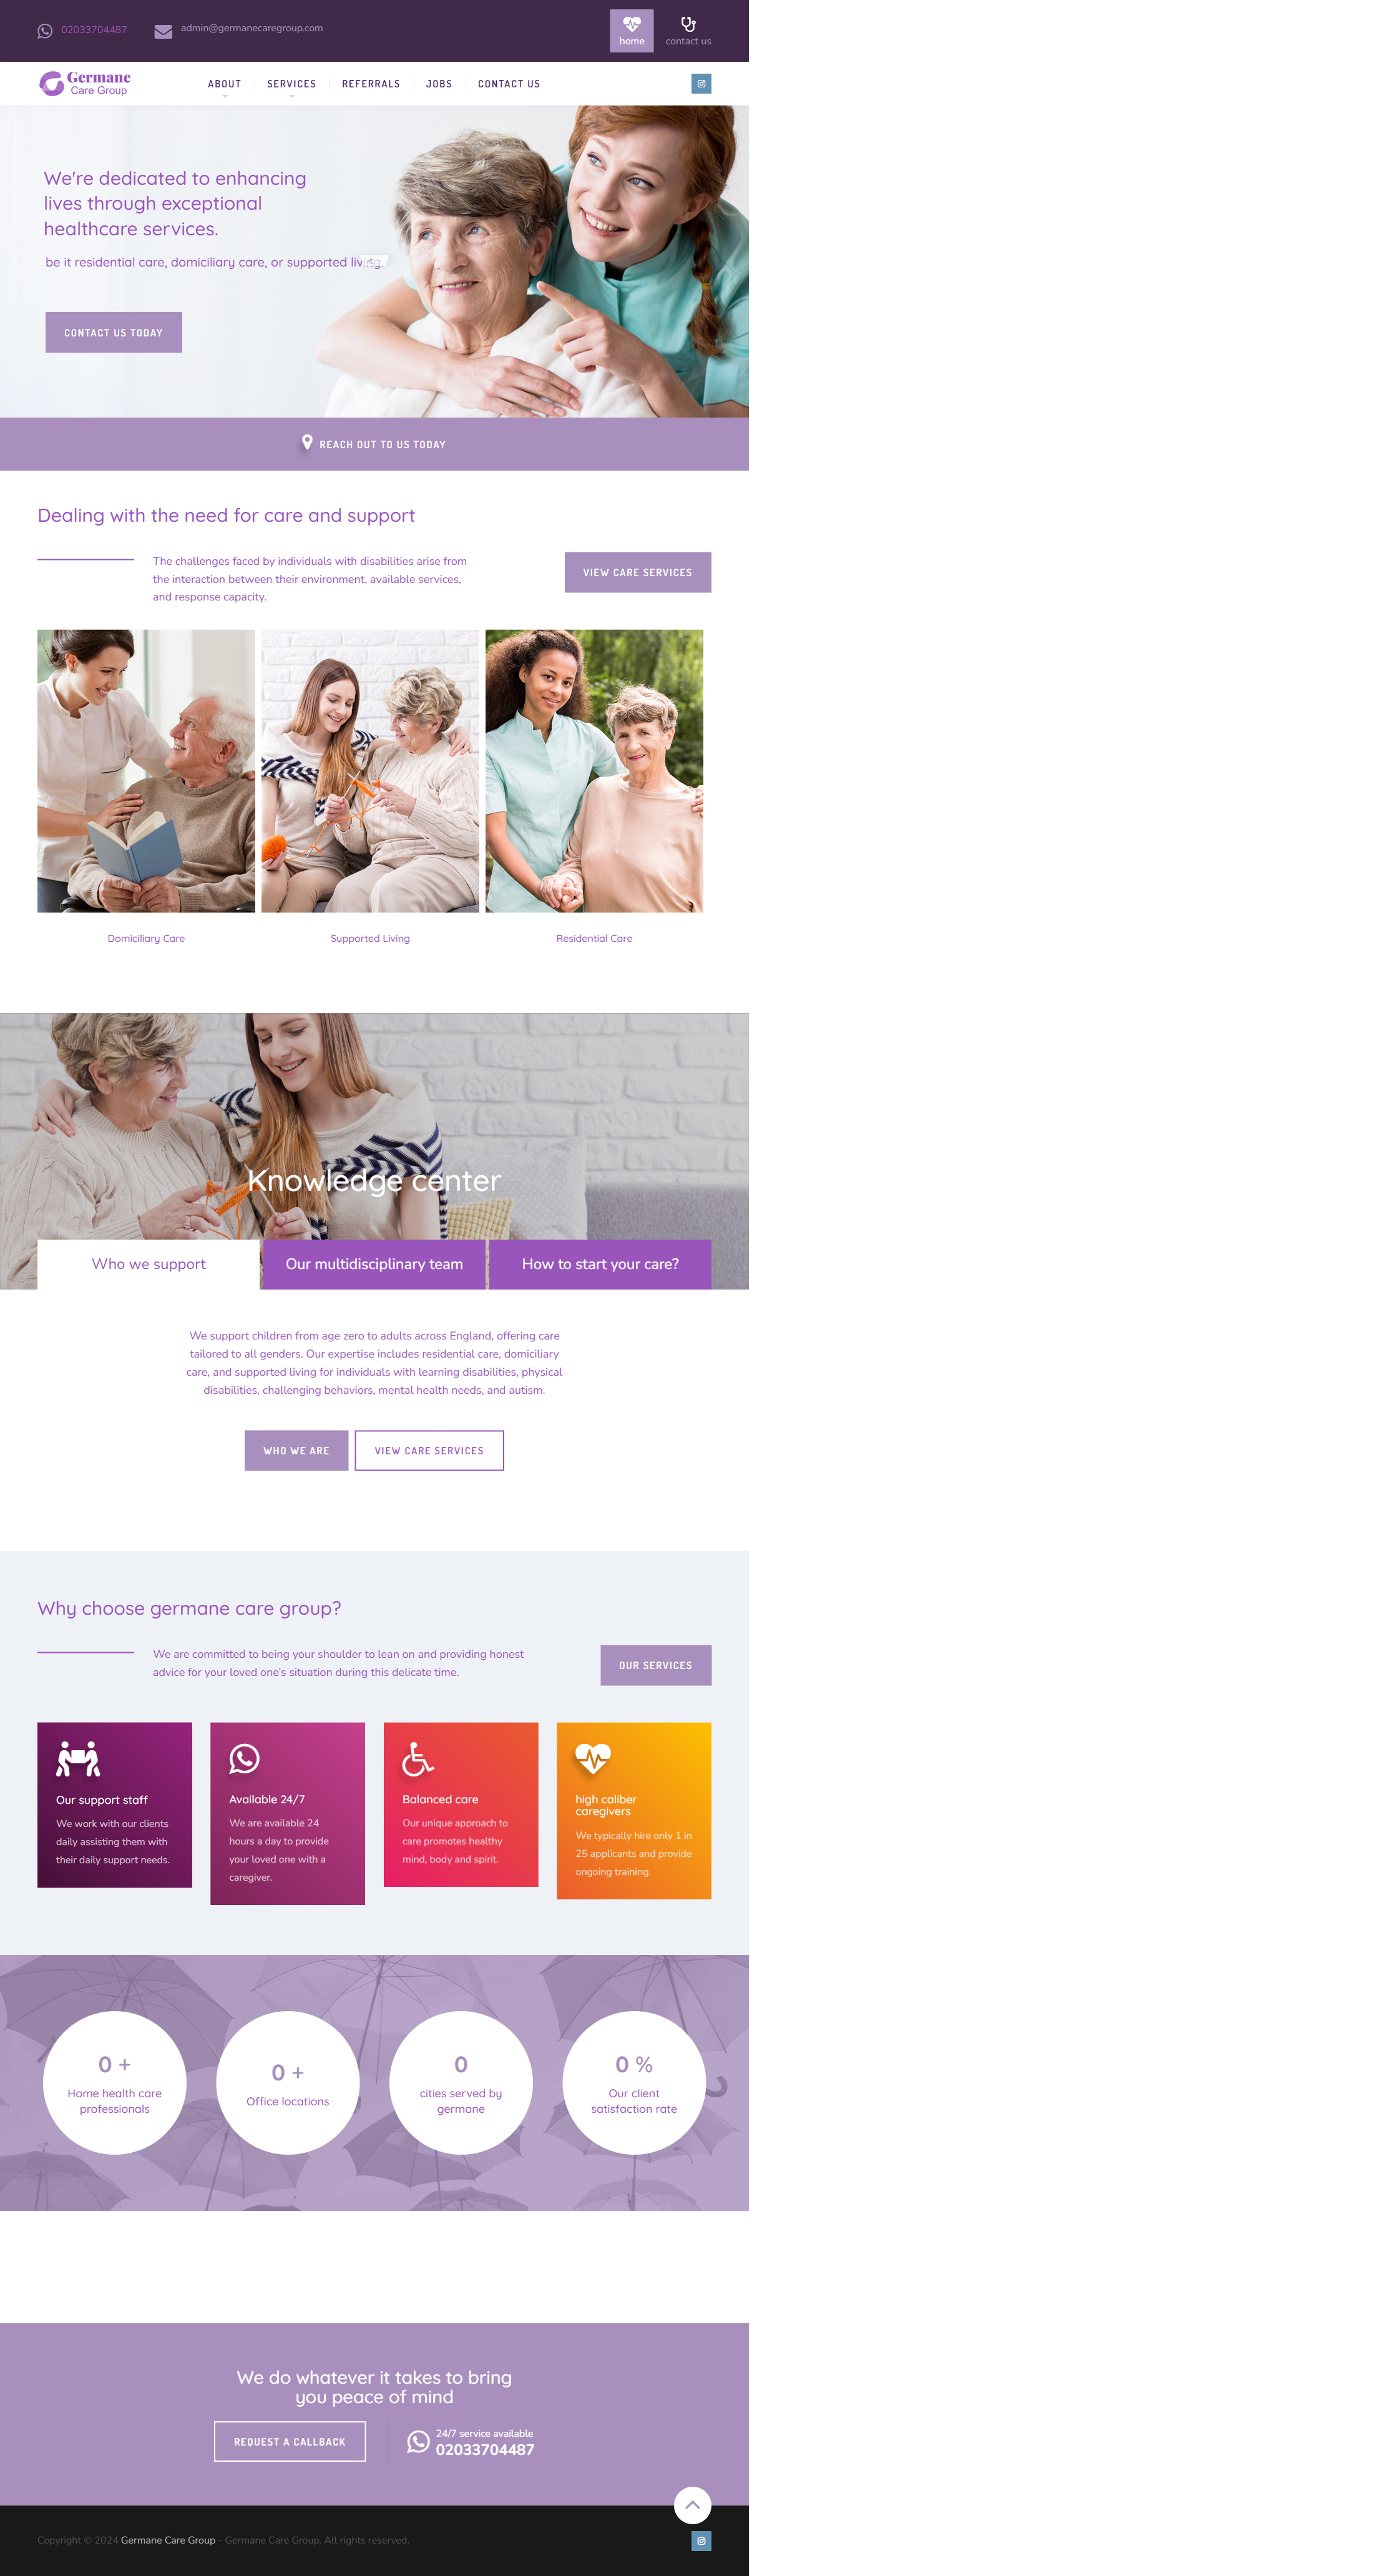 02033704487
admin@germanecaregroup.com
home
contact us
Germane
Care Group
ABOUT
SERVICES
REFERRALS
JOBS
CONTACT US
We're dedicated to enhancing
lives through exceptional
healthcare services.
be it residential care, domiciliary care, or supported living.
CONTACT US TODAY
REACH OUT TO US TODAY
Dealing with the need for care and support
The challenges faced by individuals with disabilities arise from
the interaction between their environment, available services,
and response capacity.
VIEW CARE SERVICES
Domiciliary Care
Supported Living
Residential Care
Knowledge center
Who we support
Our multidisciplinary team
How to start your care?
We support children from age zero to adults across England, offering care
tailored to all genders. Our expertise includes residential care, domiciliary
care, and supported living for individuals with learning disabilities, physical
disabilities, challenging behaviors, mental health needs, and autism.
WHO WE ARE
VIEW CARE SERVICES
Why choose germane care group?
We are committed to being your shoulder to lean on and providing honest
advice for your loved one's situation during this delicate time.
OUR SERVICES
Our support staff
We work with our clients
daily assisting them with
their daily support needs.
Available 24/7
We are available 24
hours a day to provide
your loved one with a
caregiver.
Balanced care
Our unique approach to
care promotes healthy
mind, body and spirit.
high caliber
caregivers
We typically hire only 1 in
25 applicants and provide
ongoing training.
0 +
Home health care
professionals
0 +
Office locations
0
cities served by
germane
0 %
Our client
satisfaction rate
We do whatever it takes to bring
you peace of mind
REQUEST A CALLBACK
24/7 service available
02033704487
Copyright © 2024 Germane Care Group - Germane Care Group. All rights reserved.